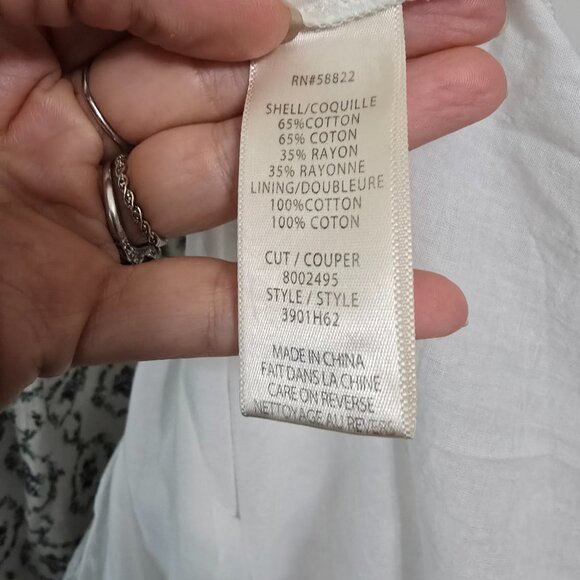 RN#58822
SHELL/COQUILLE
65%COTTON
65% COTON
35% RAYON
35% RAYONNE
LINING/DOUBLEURE
100%COTTON
100% COTON
CUT / COUPER
8002495
STYLE / STYLE
3901H62
MADE IN CHINA
FAIT DANS LA CHINE
CARE ON REVERSE
NETTOYAGE AU REVERS